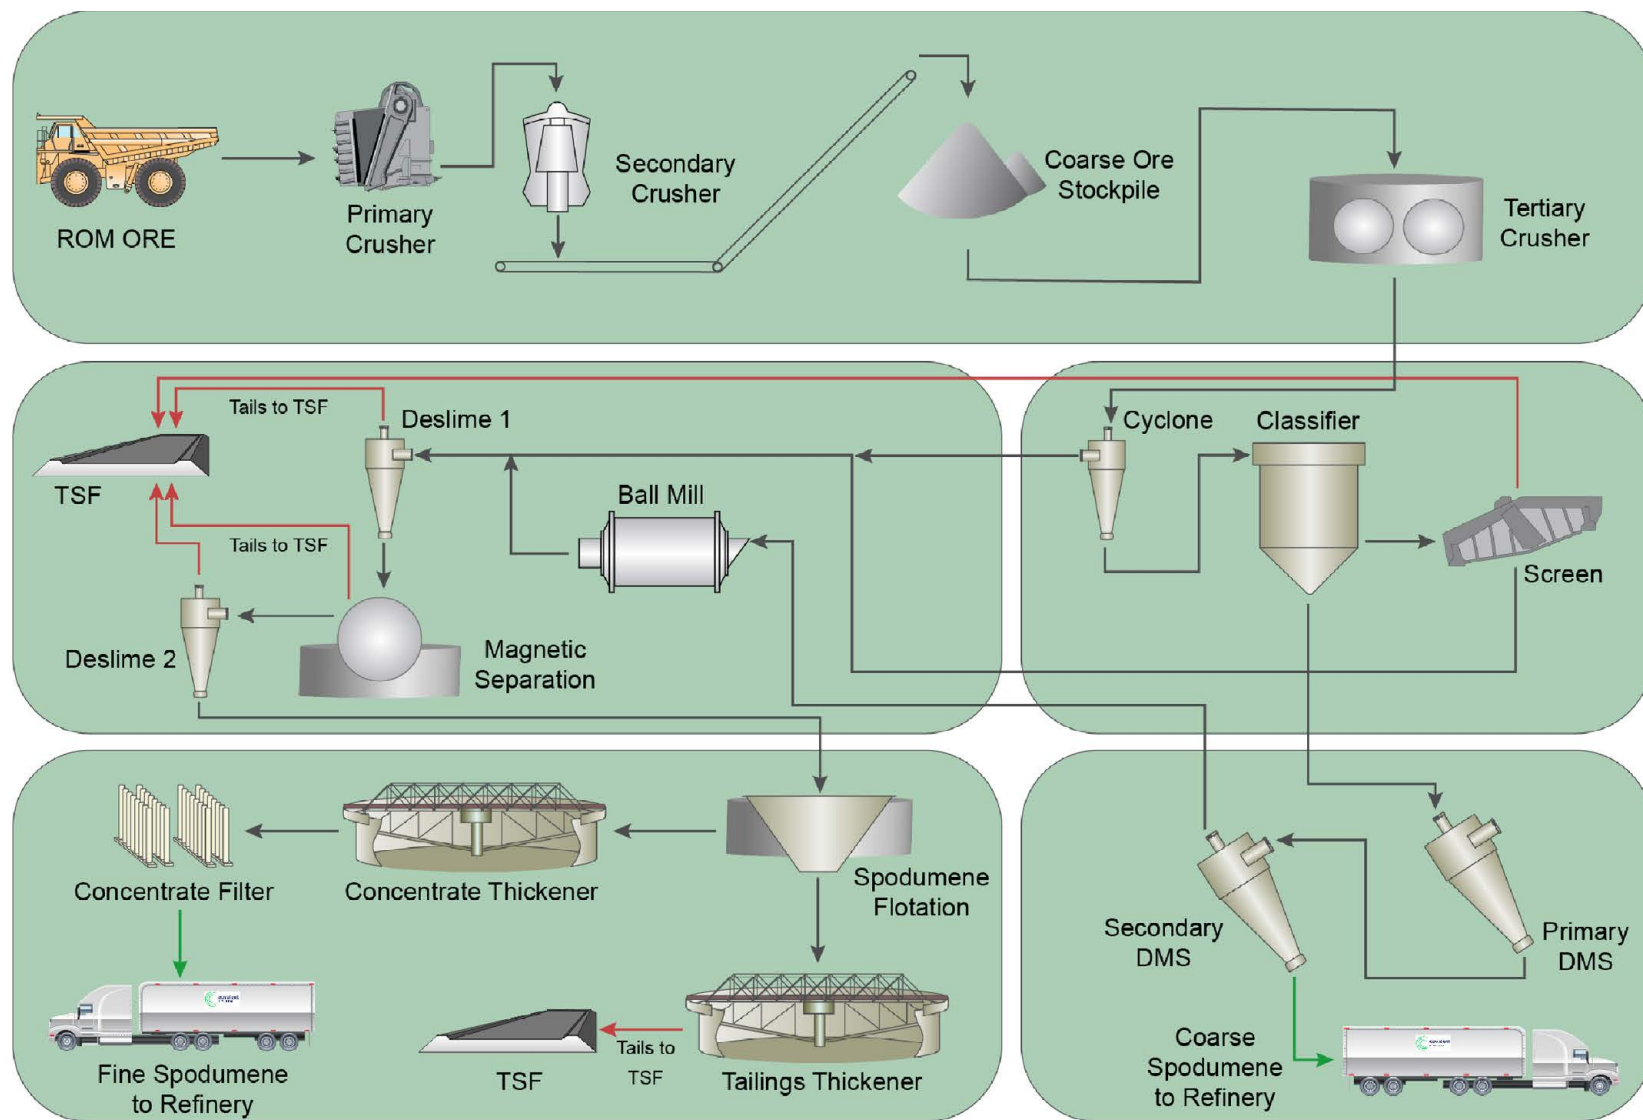 ROM ORE
Primary
Crusher
Secondary
Crusher
Coarse Ore
Stockpile
Tertiary
Crusher
Tails to TSF
Deslime 1
Cyclone
Classifier
TSF
Ball Mill
Tails to TSF
Screen
Deslime 2
Magnetic
Separation
Concentrate Filter
Concentrate Thickener
Spodumene
Flotation
Secondary
DMS
Primary
DMS
Fine Spodumene
to Refinery
TSF
Tails to
TSF
Tailings Thickener
Coarse
Spodumene
to Refinery